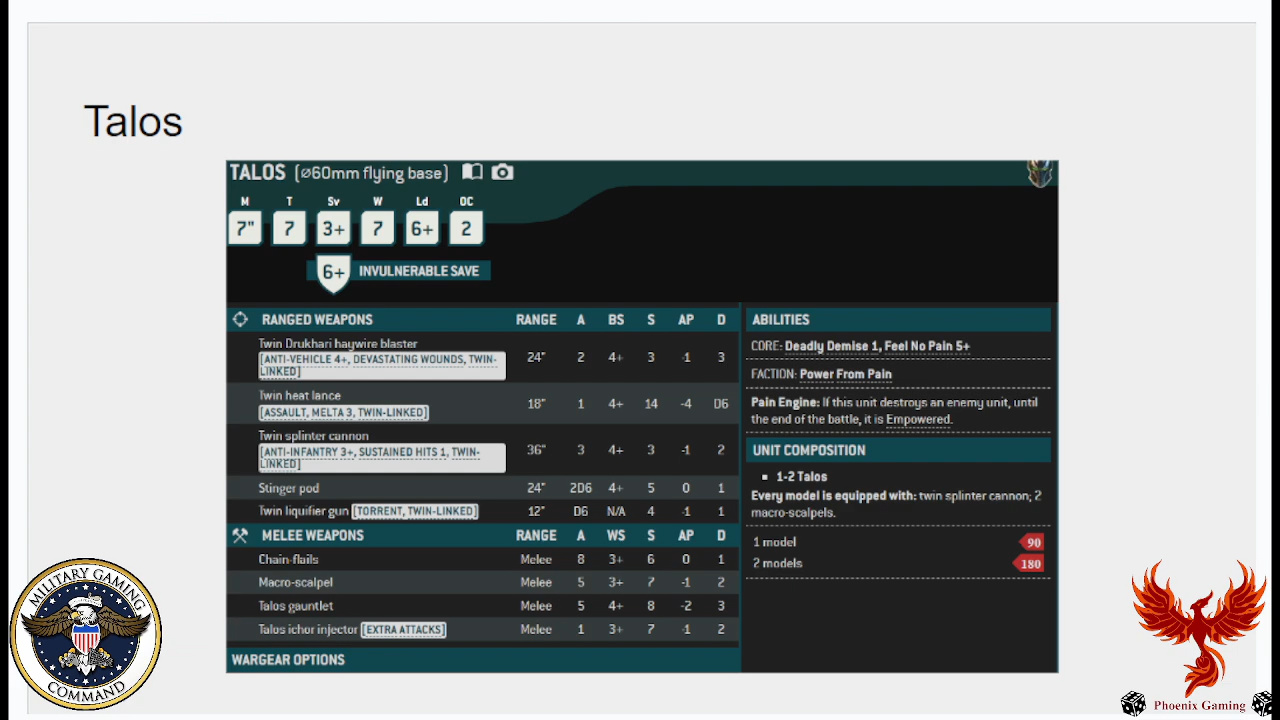 Talos
TALOS (⌀60mm flying base)
M T Sv W Ld OC
7" 7 3+ 7 6+ 2
6+ INVULNERABLE SAVE
RANGED WEAPONS RANGE A BS S AP D
Twin Drukhari haywire blaster
[ANTI-VEHICLE 4+, DEVASTATING WOUNDS, TWIN-
LINKED]
24" 2 4+ 3 -1 3
Twin heat lance
[ASSAULT, MELTA 3, TWIN-LINKED]
18" 1 4+ 14 -4 D6
Twin splinter cannon
[ANTI-INFANTRY 3+, SUSTAINED HITS 1, TWIN-
LINKED]
36" 3 4+ 3 -1 2
Stinger pod 24" 2D6 4+ 5 0 1
Twin liquifier gun [TORRENT, TWIN-LINKED] 12" D6 N/A 4 -1 1
MELEE WEAPONS RANGE A WS S AP D
Chain-flails Melee 8 3+ 6 0 1
Macro-scalpel Melee 5 3+ 7 -1 2
Talos gauntlet Melee 5 4+ 8 -2 3
Talos ichor injector [EXTRA ATTACKS] Melee 1 3+ 7 -1 2
WARGEAR OPTIONS
ABILITIES
CORE: Deadly Demise 1, Feel No Pain 5+
FACTION: Power From Pain
Pain Engine: If this unit destroys an enemy unit, until
the end of the battle, it is Empowered.
UNIT COMPOSITION
▪ 1-2 Talos
Every model is equipped with: twin splinter cannon; 2
macro-scalpels.
1 model 90
2 models 180
MILITARY GAMING
COMMAND
Phoenix Gaming